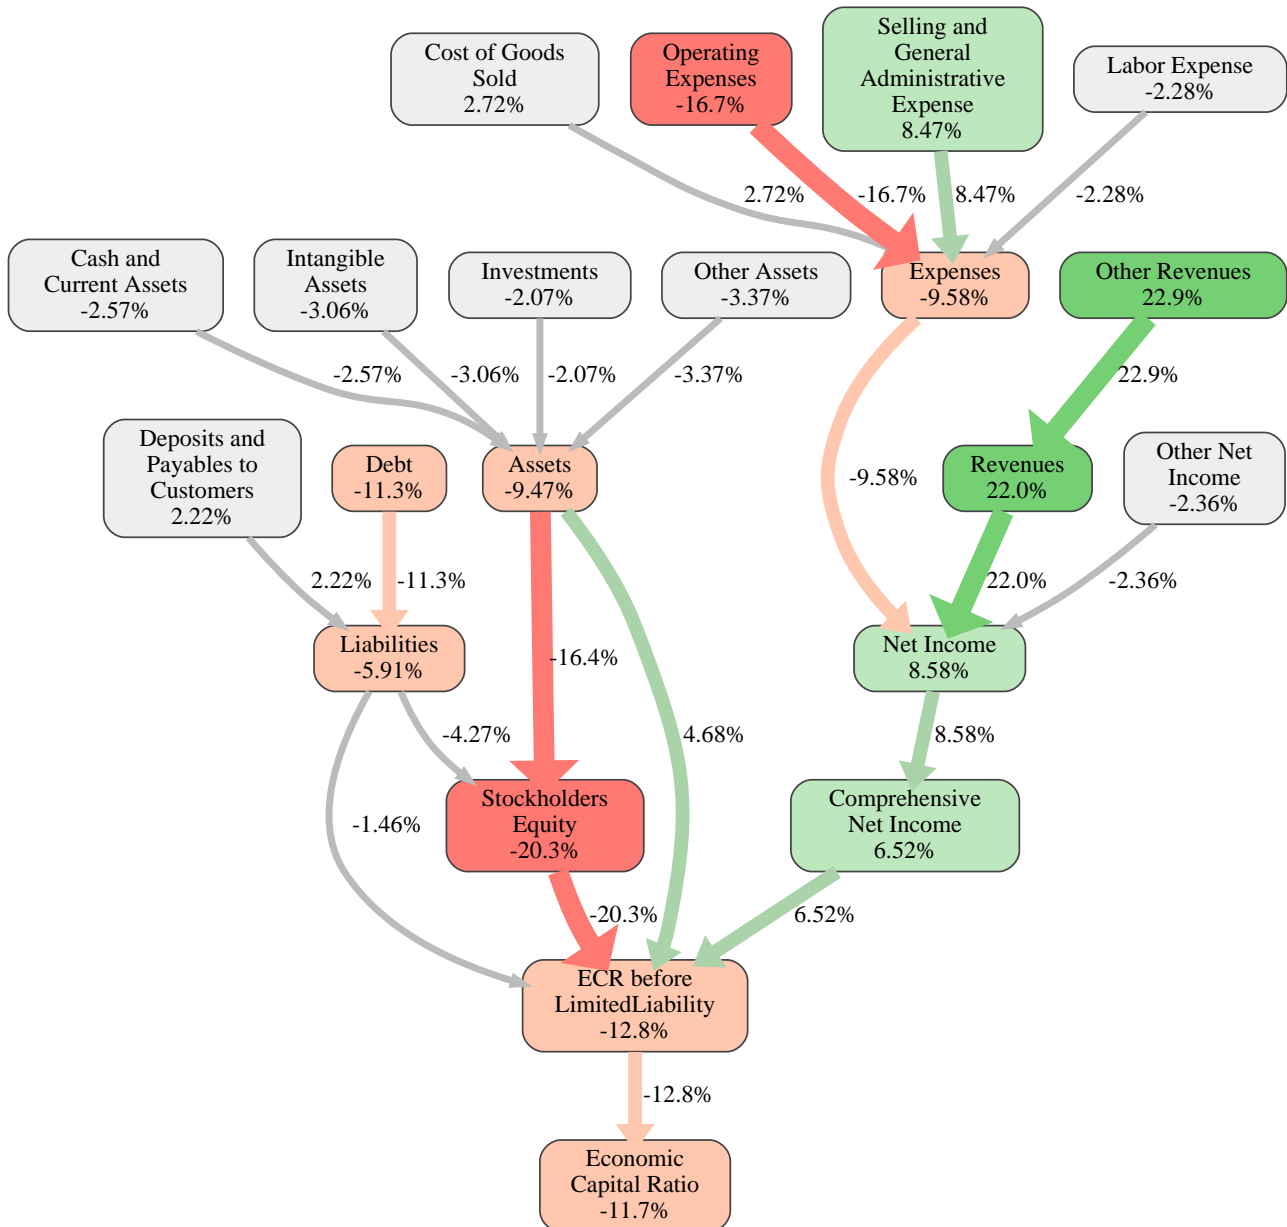 Cost of Goods
Sold
2.72%
Operating
Expenses
-16.7%
Selling and
General
Administrative
Expense
8.47%
Labor Expense
-2.28%
2.72%
-16.7%
8.47%
-2.28%
Cash and
Current Assets
-2.57%
Intangible
Assets
-3.06%
Investments
-2.07%
Other Assets
-3.37%
Expenses
-9.58%
Other Revenues
22.9%
-2.57%
-3.06%
-2.07%
-3.37%
22.9%
Deposits and
Payables to
Customers
2.22%
Debt
-11.3%
Assets
-9.47%
-9.58%
Revenues
22.0%
Other Net
Income
-2.36%
2.22%
-11.3%
22.0%
-2.36%
Liabilities
-5.91%
-16.4%
Net Income
8.58%
-4.27%
4.68%
8.58%
-1.46%
Stockholders
Equity
-20.3%
Comprehensive
Net Income
6.52%
-20.3%
6.52%
ECR before
LimitedLiability
-12.8%
-12.8%
Economic
Capital Ratio
-11.7%